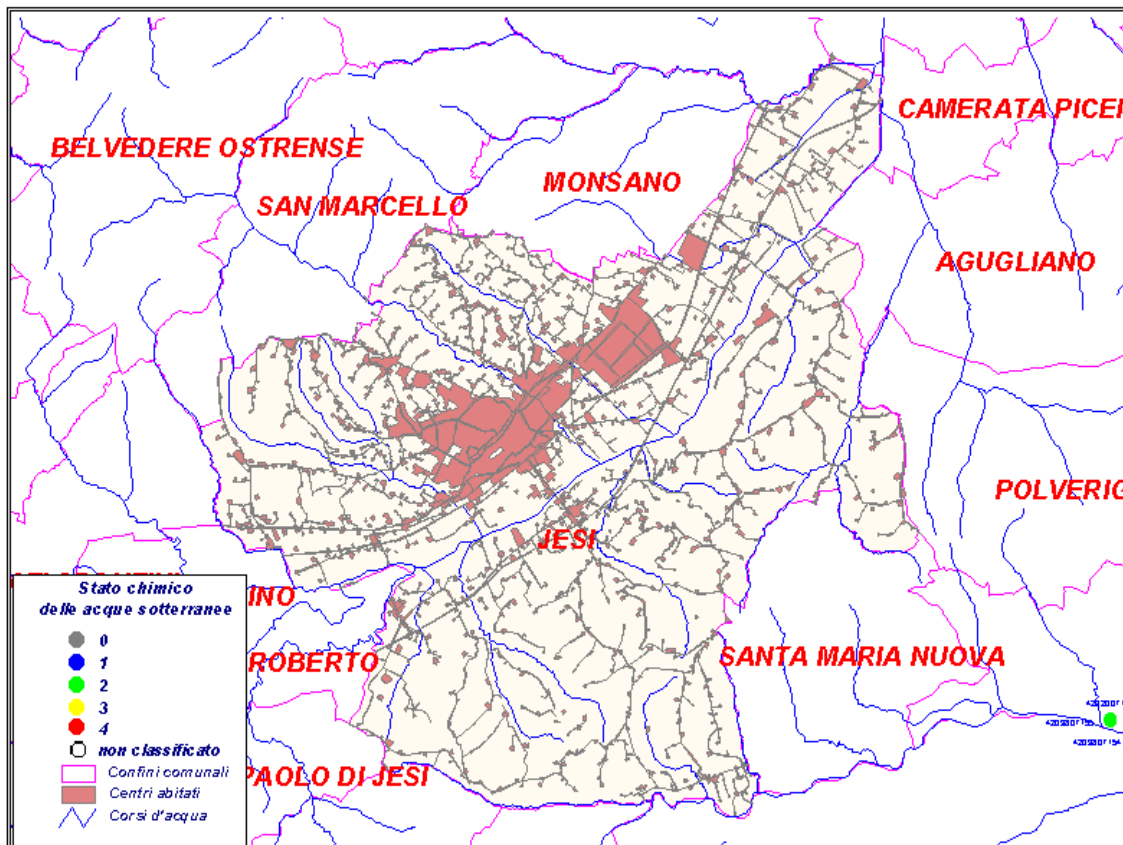 CAMERATA PICEN
BELVEDERE OSTRENSE
MONSANO
SAN MARCELLO
AGUGLIANO
POLVERIG
JESI
INO
ROBERTO
SANTA MARIA NUOVA
PAOLO DI JESI
Stato chimico
delle acque sotterranee
0
1
2
3
4
non classificato
Confini comunali
Centri abitati
Corsi d'acqua